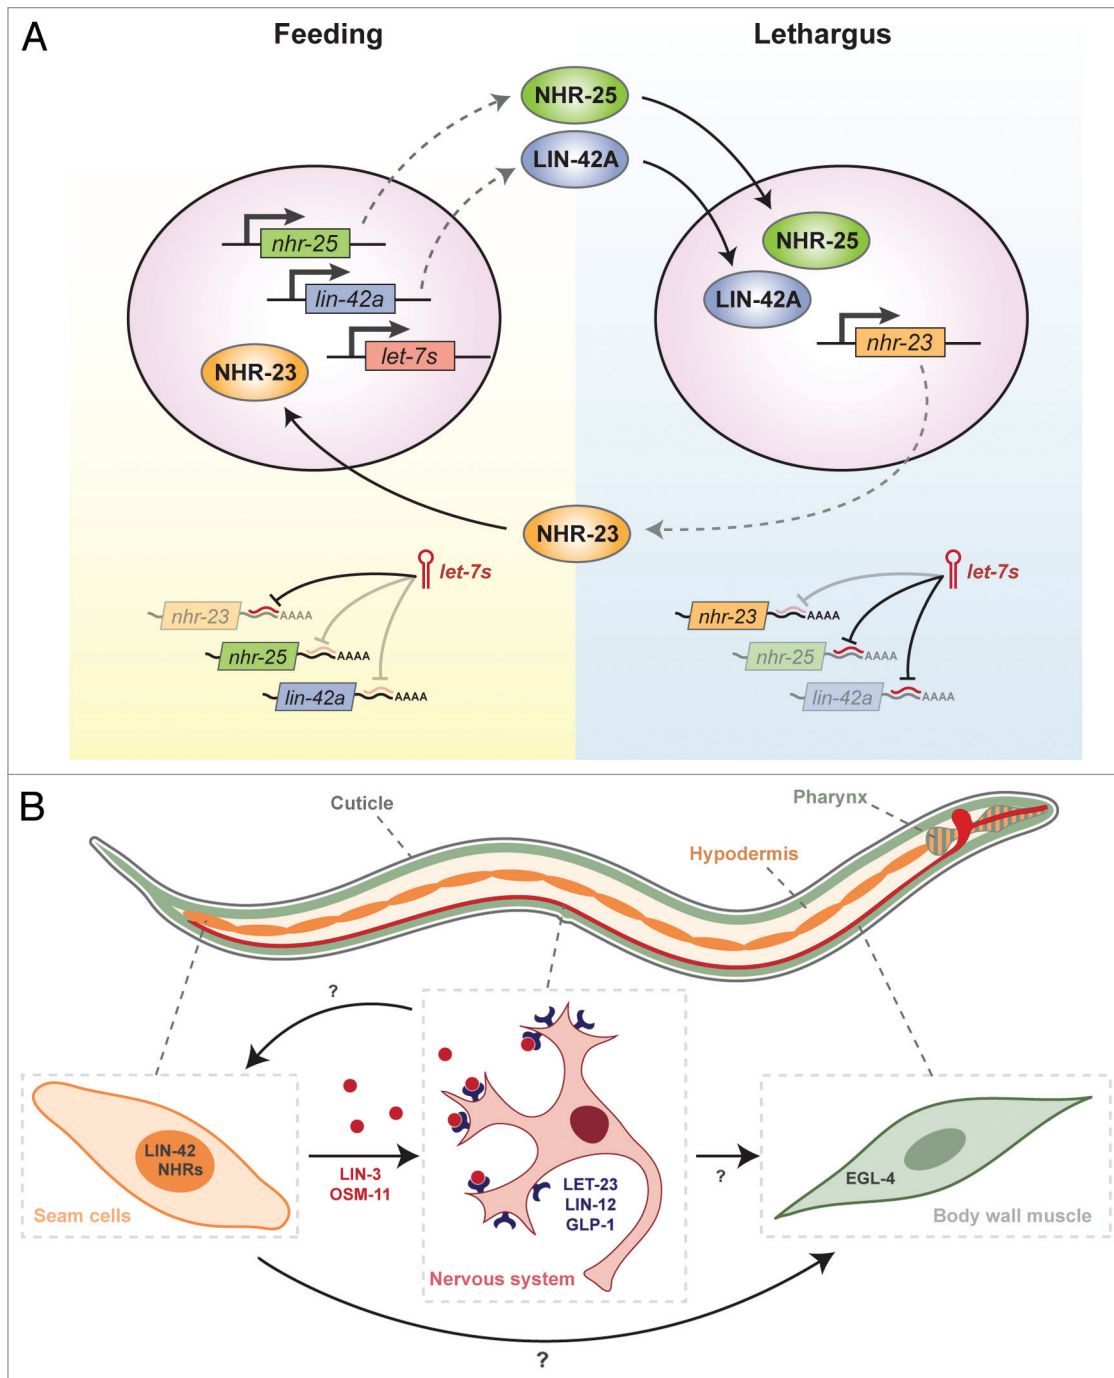 A
Feeding
Lethargus
NHR-25
LIN-42A
nhr-25
lin-42a
let-7s
NHR-23
NHR-25
LIN-42A
nhr-23
NHR-23
let-7s
nhr-23
AAAA
nhr-25
AAAA
lin-42a
AAAA
let-7s
nhr-23
AAAA
nhr-25
AAAA
lin-42a
AAAA
B
Cuticle
Pharynx
Hypodermis
?
LIN-42
NHRs
Seam cells
LIN-3
OSM-11
LET-23
LIN-12
GLP-1
Nervous system
?
EGL-4
Body wall muscle
?